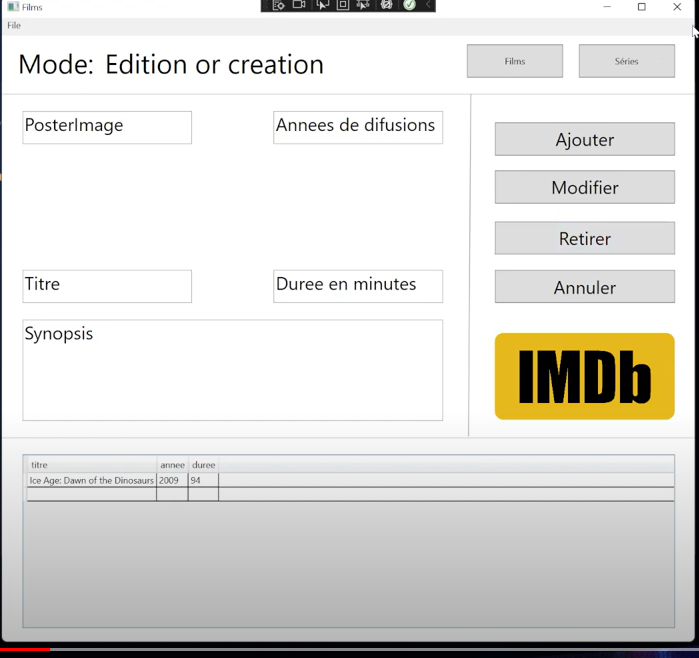 Films
File
Mode: Edition or creation
Films
Séries
PosterImage
Annees de difusions
Ajouter
Modifier
Retirer
Annuler
Titre
Duree en minutes
Synopsis
IMDb
titre annee duree
Ice Age: Dawn of the Dinosaurs 2009 94